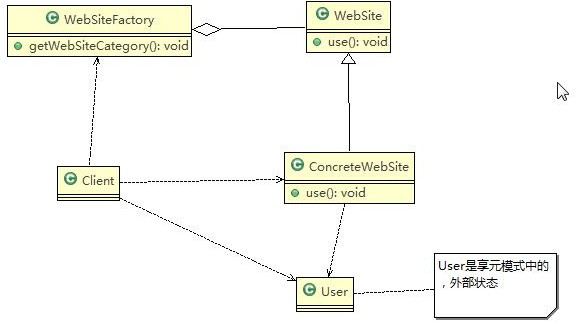 C WebSiteFactory
getWebSiteCategory(): void
C WebSite
use(): void
C Client
C ConcreteWebSite
use(): void
C User
User是享元模式中的
，外部状态